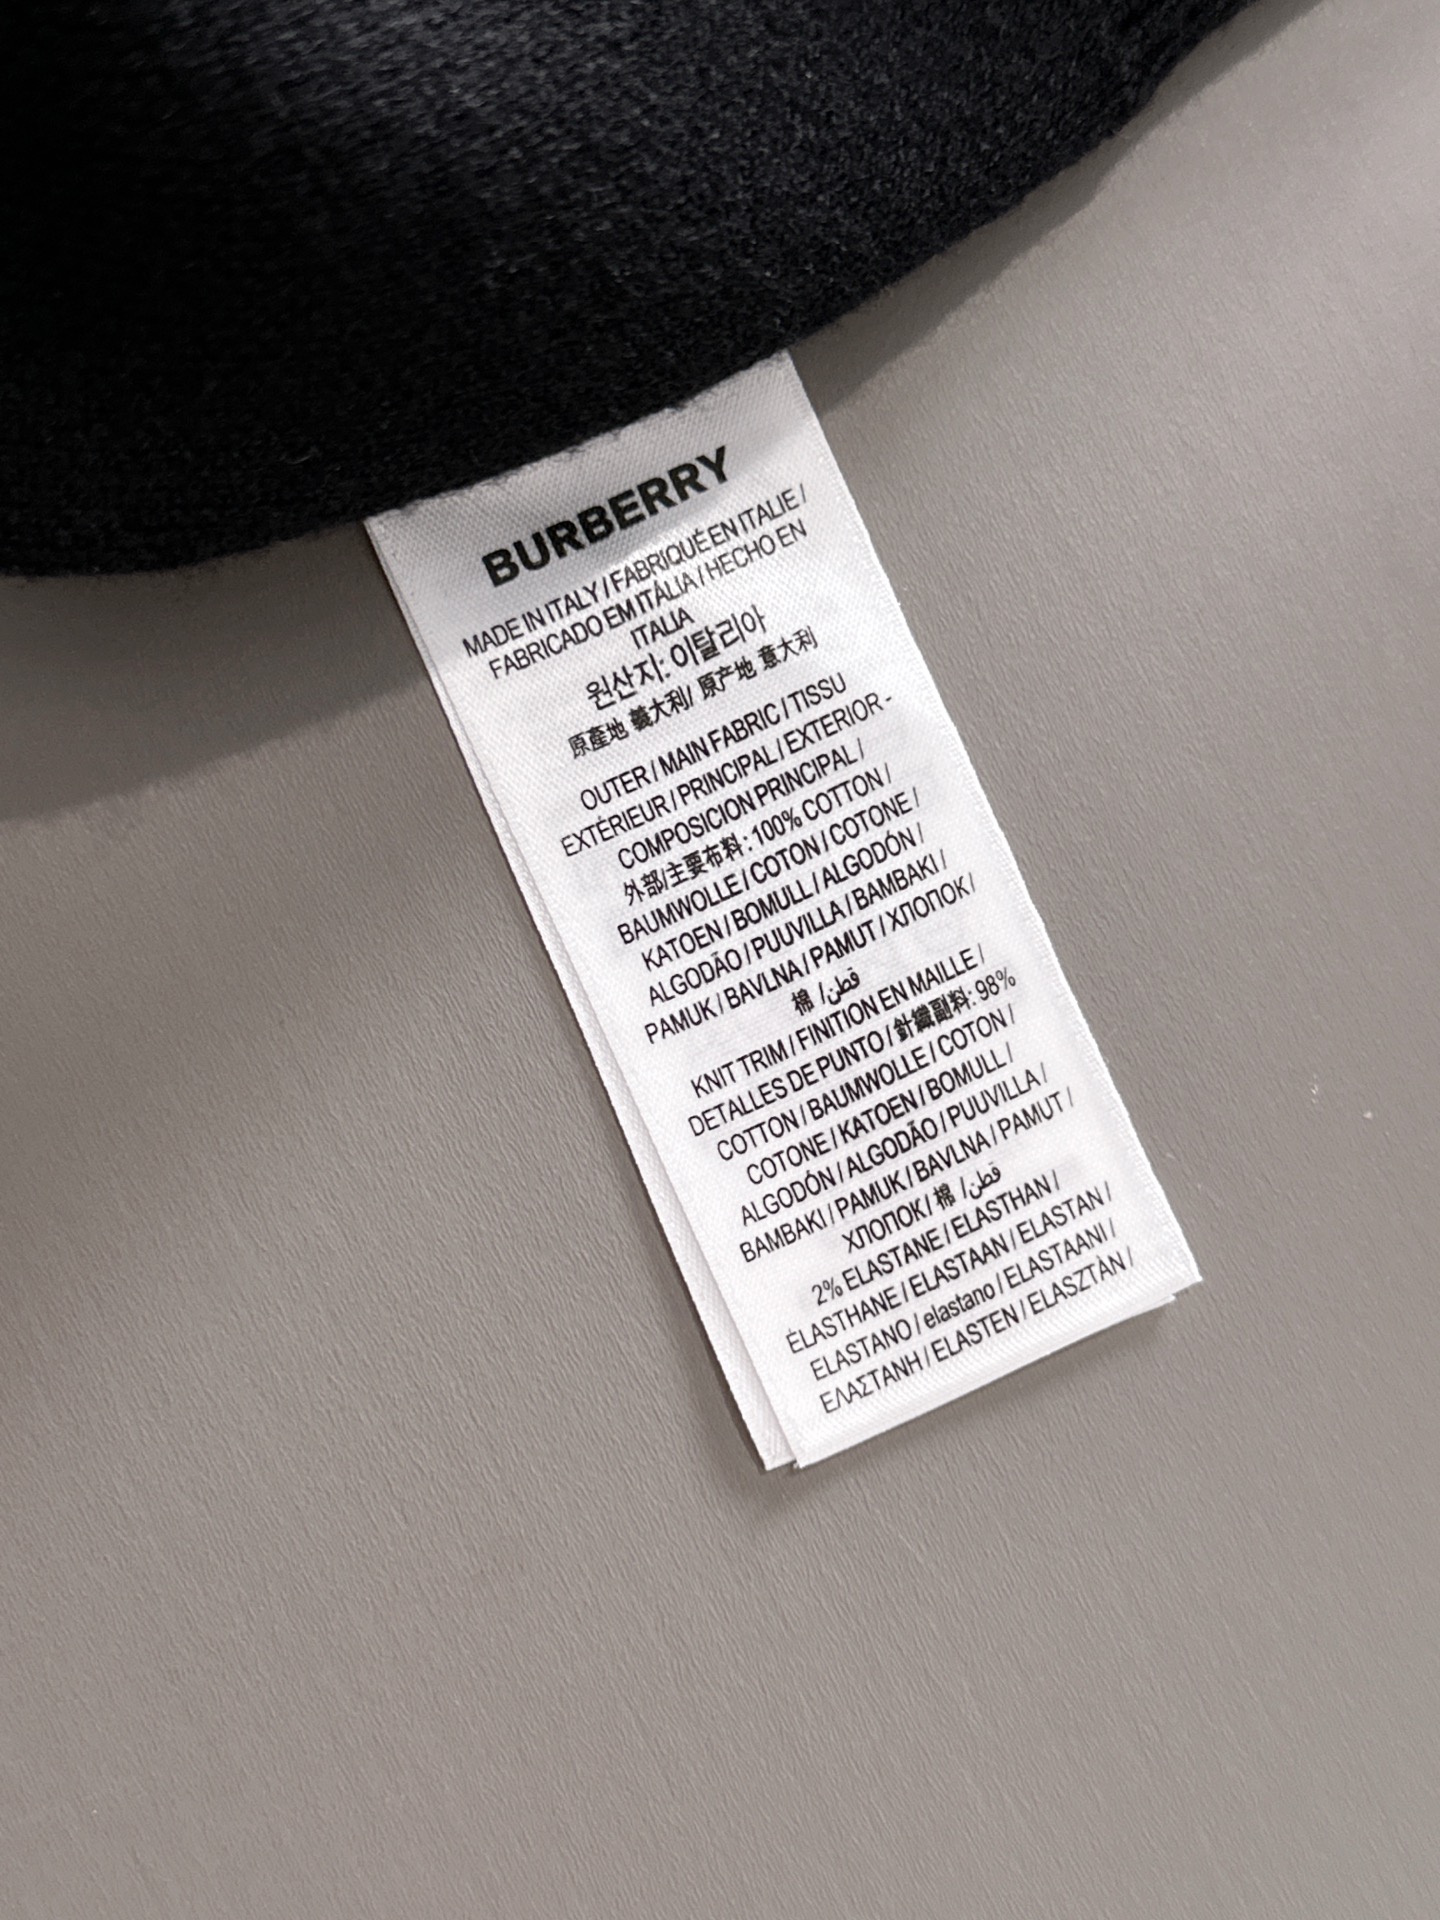 BURBERRY
MADE IN ITALY / FABRIQUÉ EN ITALIE /
FABRICADO EM ITÁLIA / HECHO EN
ITALIA
원산지: 이탈리아
原產地 義大利/ 原产地 意大利
OUTER / MAIN FABRIC / TISSU
EXTÉRIEUR / PRINCIPAL / EXTERIOR -
COMPOSICION PRINCIPAL /
外部/主要布料 : 100% COTTON /
BAUMWOLLE / COTON / COTONE /
KATOEN / BOMULL / ALGODÓN /
ALGODÃO / PUUVILLA / BAMBAKI /
PAMUK / BAVLNA / PAMUT / ХЛОПОК /
棉 /قطن
KNIT TRIM / FINITION EN MAILLE /
DETALLES DE PUNTO / 針織副料: 98%
COTTON / BAUMWOLLE / COTON /
COTONE / KATOEN / BOMULL /
ALGODÓN / ALGODÃO / PUUVILLA /
BAMBAKI / PAMUK / BAVLNA / PAMUT /
ХЛОПОК / 棉 /قطن
2% ELASTANE / ELASTHAN /
ÉLASTHANE / ELASTAAN / ELASTAN /
ELASTANO / elastano / ELASTAANI /
ΕΛΑΣΤΑΝΗ / ELASTEN / ELASZTÀN /